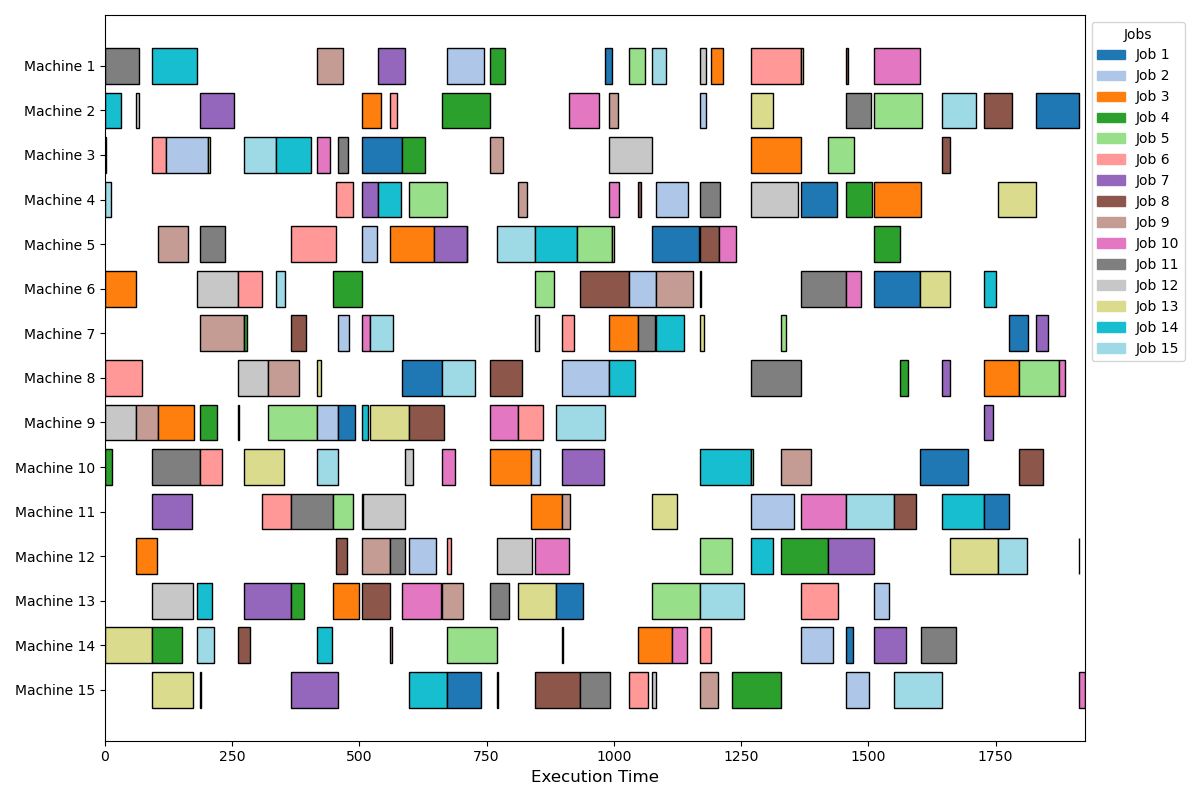 Machine 1
Machine 2
Machine 3
Machine 4
Machine 5
Machine 6
Machine 7
Machine 8
Machine 9
Machine 10
Machine 11
Machine 12
Machine 13
Machine 14
Machine 15
0 250 500 750 1000 1250 1500 1750
Execution Time
Jobs
Job 1
Job 2
Job 3
Job 4
Job 5
Job 6
Job 7
Job 8
Job 9
Job 10
Job 11
Job 12
Job 13
Job 14
Job 15